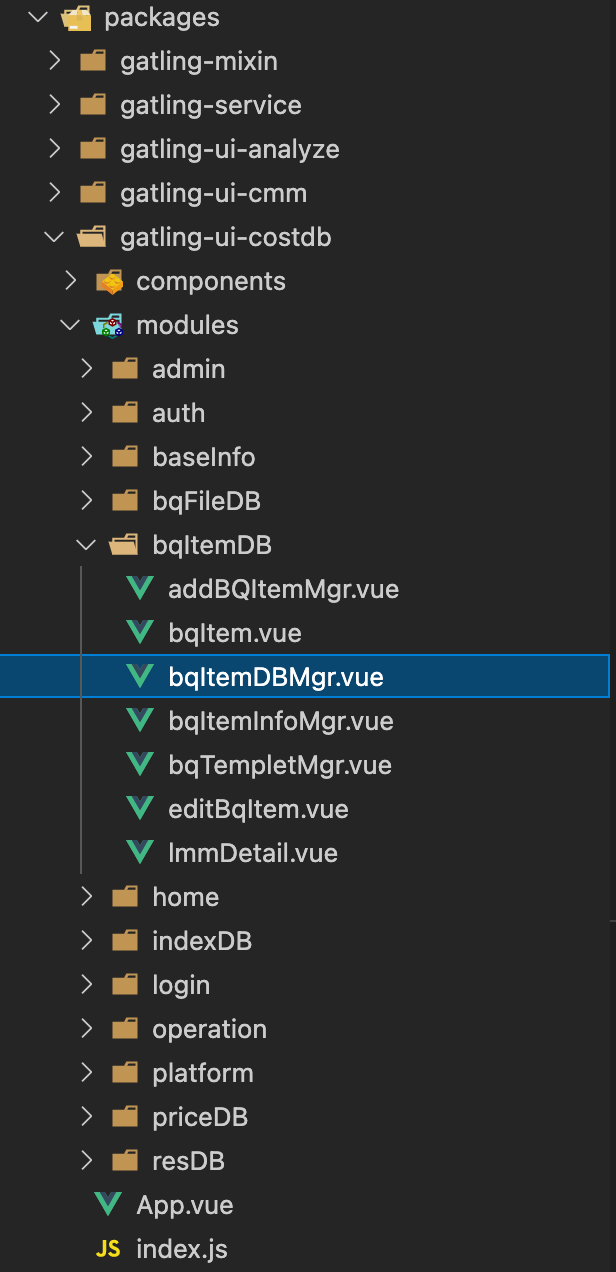 packages
gatling-mixin
gatling-service
gatling-ui-analyze
gatling-ui-cmm
gatling-ui-costdb
components
modules
admin
auth
baseInfo
bqFileDB
bqItemDB
addBQItemMgr.vue
bqItem.vue
bqItemDBMgr.vue
bqItemInfoMgr.vue
bqTempletMgr.vue
editBqItem.vue
lmmDetail.vue
home
indexDB
login
operation
platform
priceDB
resDB
App.vue
JS index.js